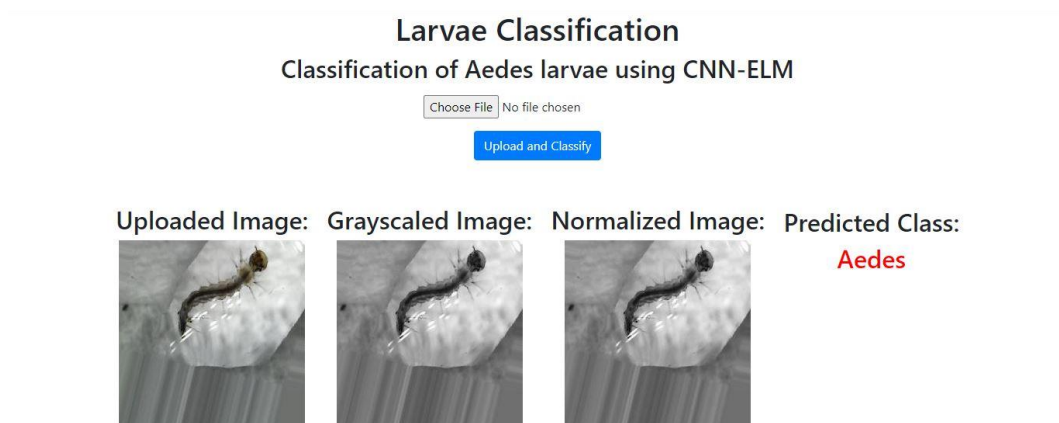 Larvae Classification
Classification of Aedes larvae using CNN-ELM
Choose File No file chosen
Upload and Classify
Uploaded Image: Grayscaled Image: Normalized Image: Predicted Class:
Aedes